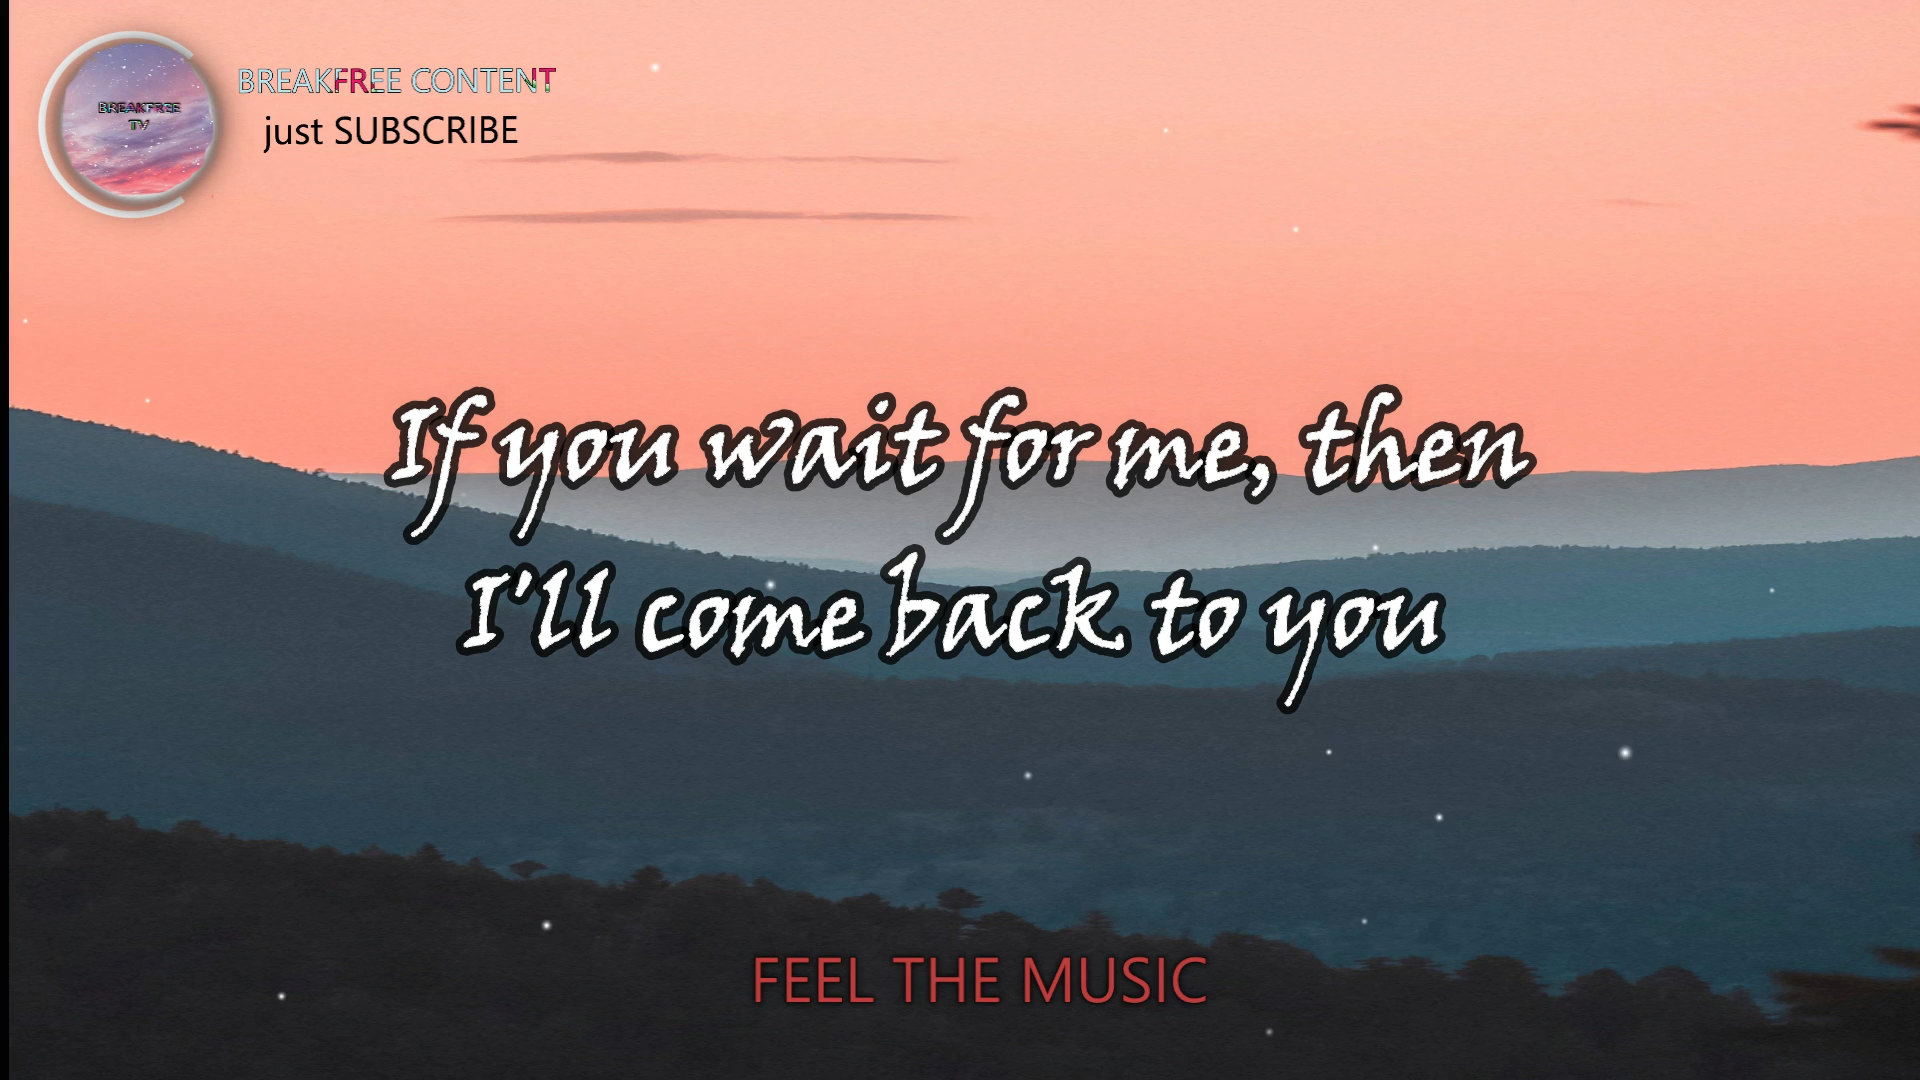 BREAKFREE
TV
BREAKFREE CONTENT
just SUBSCRIBE
If you wait for me, then
I'll come back to you
FEEL THE MUSIC